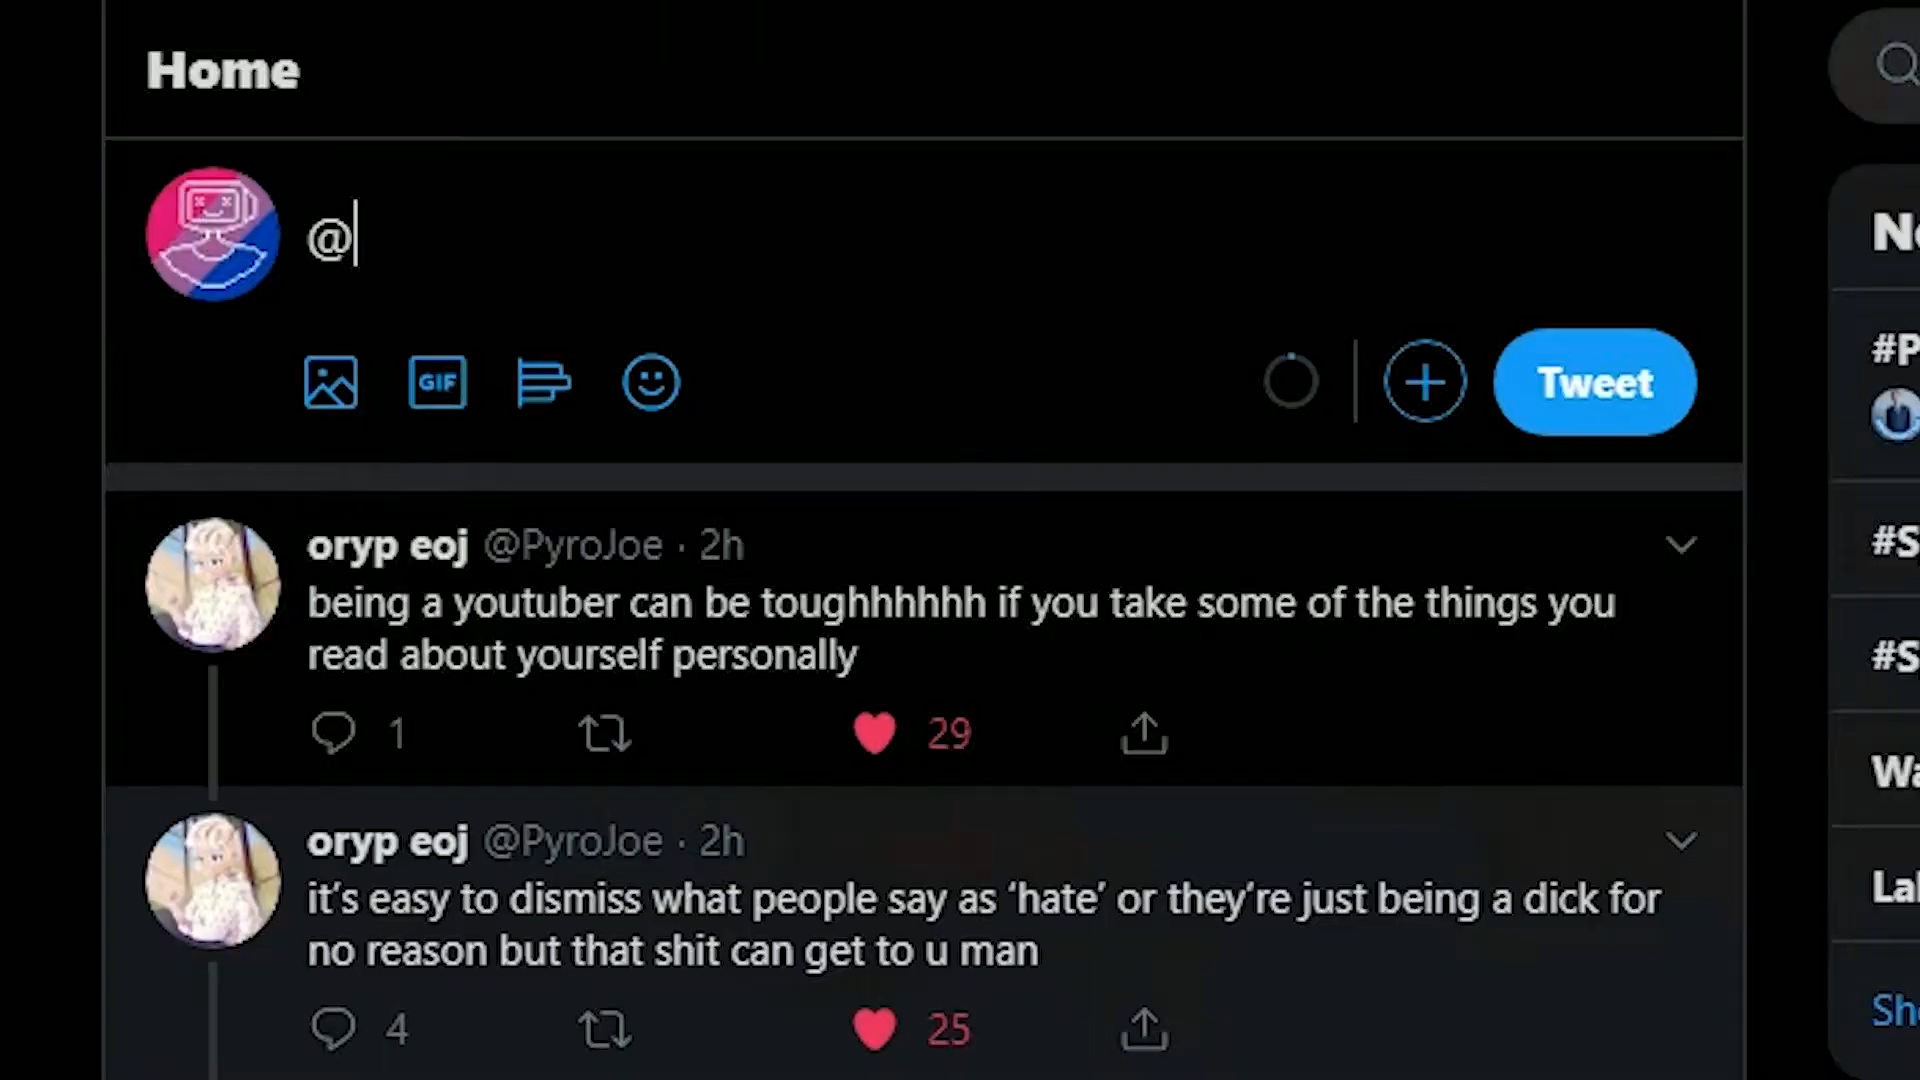 Home
@
GIF
Tweet
oryp eoj @PyroJoe · 2h
being a youtuber can be toughhhhhh if you take some of the things you
read about yourself personally
1
29
oryp eoj @PyroJoe · 2h
it's easy to dismiss what people say as ‘hate’ or they're just being a dick for
no reason but that shit can get to u man
4
25
#P
#S
#S